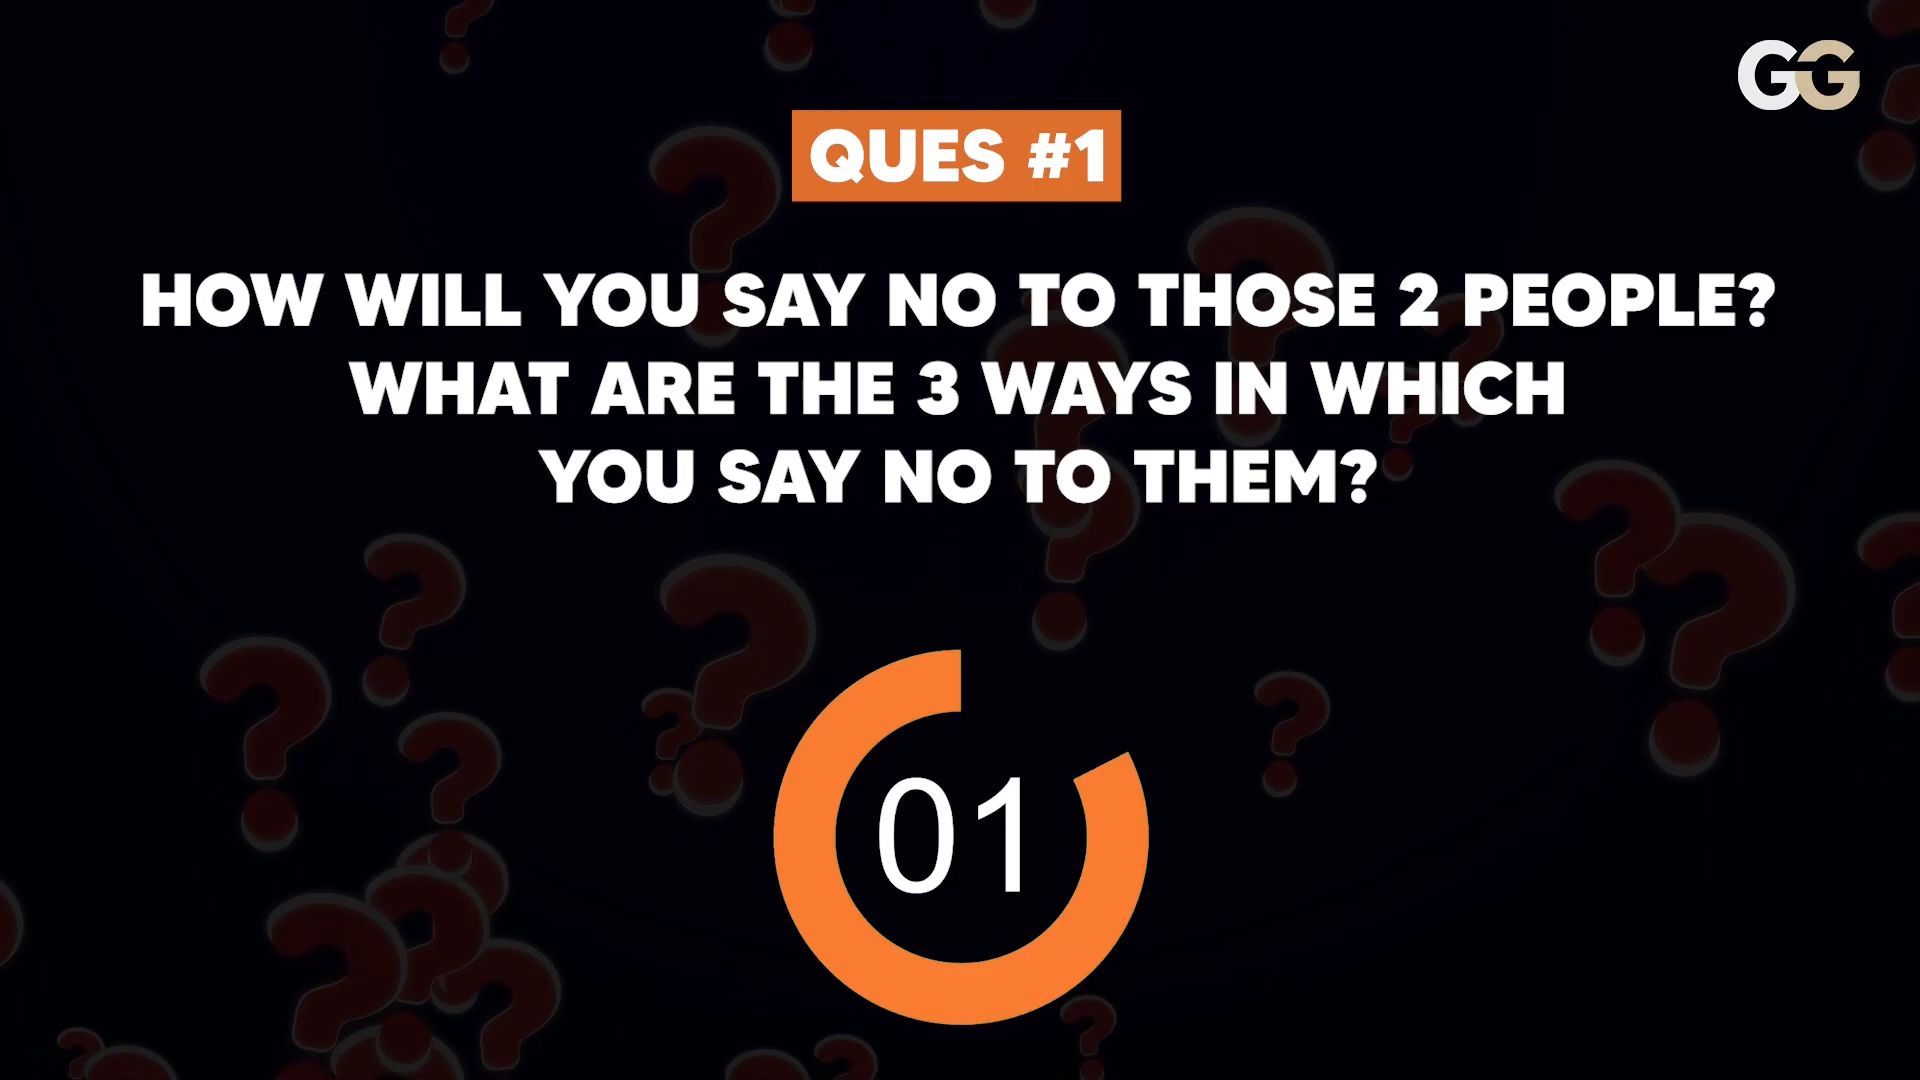 GG
QUES #1
HOW WILL YOU SAY NO TO THOSE 2 PEOPLE?
WHAT ARE THE 3 WAYS IN WHICH
YOU SAY NO TO THEM?
01